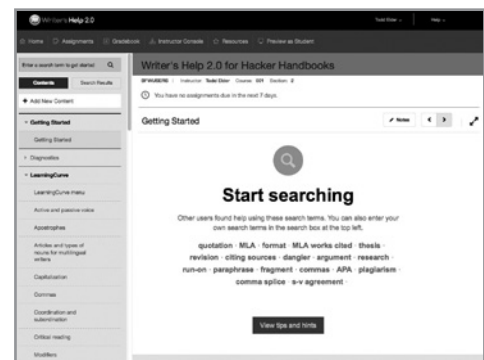 Writer's Help 2.0
Todd Elder
Help
Home
Assignments
Gradebook
Instructor Console
Resources
Preview as Student
Enter a search term to get started
Contents
Search Results
+ Add New Content
Getting Started
Getting Started
Diagnostics
LearningCurve
LearningCurve menu
Active and passive voice
Apostrophes
Articles and types of
nouns for multilingual
writers
Capitalization
Commas
Coordination and
subordination
Critical reading
Modifiers
Writer's Help 2.0 for Hacker Handbooks
Instructor Todd Elder Course 001 Section 2
You have no assignments due in the next 7 days.
Getting Started
Notes
Start searching
Other users found help using these search terms. You can also enter your
own search terms in the search box at the top left.
quotation · MLA · format · MLA works cited · thesis ·
revision · citing sources · dangler · argument · research ·
run-on · paraphrase · fragment · commas · APA · plagiarism ·
comma splice · s-v agreement ·
View tips and hints